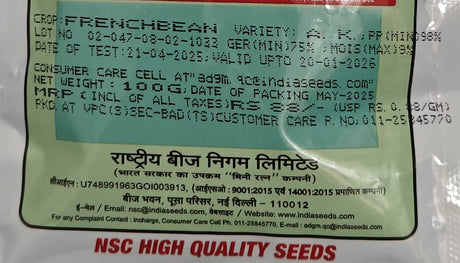 CROP: FRENCHBEAN VARIETY: A. K.; PP(MIN)98%
LOT NO 02-047-08-02-1033 GER(MIN)75% ; MOIS(MAX)9%
DATE OF TEST: 21-04-2025; VALID UPTO 20-01-2026
CONSUMER CARE CELL AT"adgm.qc@indiaseeds.com"
NET WEIGHT: 100G; DATE OF PACKING MAY-2025
MRP (INCL OF ALL TAXES) RS 88/- (USP RS. 0.88/GM)
PKD. AT VPC(S)SEC-BAD(TS)CUSTOMER CARE P.NO; 011-25845770
राष्ट्रीय बीज निगम लिमिटेड
(भारत सरकार का उपक्रम "मिनी रत्न" कम्पनी)
सीआईएन : U748991963GOI003913, (आईएसओ : 9001:2015 एवं 14001:2015 प्रमाणित कम्पनी)
बीज भवन, पूसा परिसर, नई दिल्ली - 110012
ई-मेल / Email : nsc@indiaseeds.com, वेबसाइट / Website: www.indiaseeds.com
For any Complaint Contact : Incharge, Consumer Care Cell Ph. 011-25845770, E-mail : adgm.qc@indiaseeds.com
NSC HIGH QUALITY SEEDS